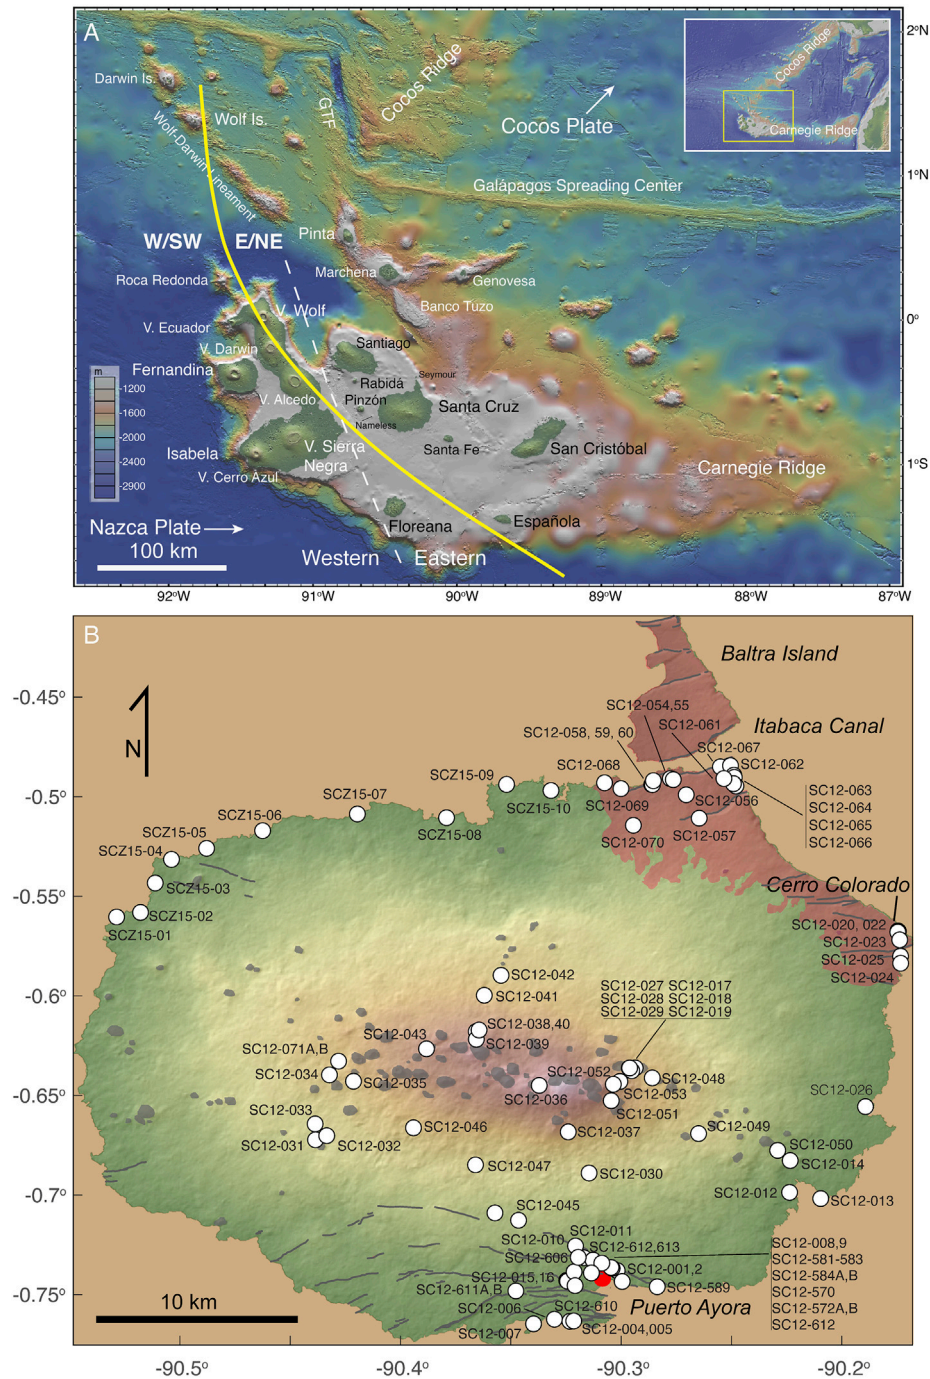 A
2°N
Darwin Is.
Wolf Is.
Wolf-Darwin Lineament
GTF
Cocos Ridge
Cocos Plate
Cocos Ridge
Carnegie Ridge
1°N
Galápagos Spreading Center
W/SW
E/NE
Pinta
Roca Redonda
Marchena
Genovesa
V. Wolf
Banco Tuzo
0°
V. Ecuador
V. Darwin
Santiago
Fernandina
Seymour
m
-1200
-1600
-2000
-2400
-2900
Rabidá
V. Alcedo
Pinzón
Santa Cruz
Nameless
Isabela
V. Sierra
Negra
Santa Fe
San Cristóbal
1°S
V. Cerro Azul
Carnegie Ridge
Nazca Plate
Floreana
Española
100 km
Western
Eastern
92°W
91°W
90°W
89°W
88°W
87°W
B
Baltra Island
-0.45°
N
SC12-054,55
SC12-061
Itabaca Canal
SC12-058, 59, 60
SC12-067
SC12-068
SC12-062
SCZ15-09
SCZ15-07
SC12-063
SC12-064
SC12-065
SC12-066
-0.5°
SCZ15-10
SC12-069
SC12-056
SCZ15-06
SCZ15-08
SC12-057
SCZ15-05
SC12-070
SCZ15-04
-0.55°
SCZ15-03
Cerro Colorado
SCZ15-02
SC12-020, 022
SCZ15-01
SC12-023
SC12-025
SC12-024
SC12-042
SC12-027 SC12-017
SC12-028 SC12-018
SC12-029 SC12-019
-0.6°
SC12-041
SC12-038,40
SC12-043
SC12-039
SC12-071A,B
SC12-052
SC12-034
SC12-035
SC12-048
SC12-036
SC12-053
SC12-026
-0.65°
SC12-051
SC12-033
SC12-046
SC12-037
SC12-049
SC12-031
SC12-032
SC12-050
SC12-047
SC12-014
SC12-030
-0.7°
SC12-012
SC12-013
SC12-045
SC12-011
SC12-010
SC12-612,613
SC12-008,9
SC12-581-583
SC12-584A,B
SC12-570
SC12-572A,B
SC12-612
SC12-606
SC12-001,2
SC12-015,16
SC12-589
SC12-611A,B
-0.75°
10 km
SC12-006
SC12-610
Puerto Ayora
SC12-007
SC12-004,005
-90.5°
-90.4°
-90.3°
-90.2°